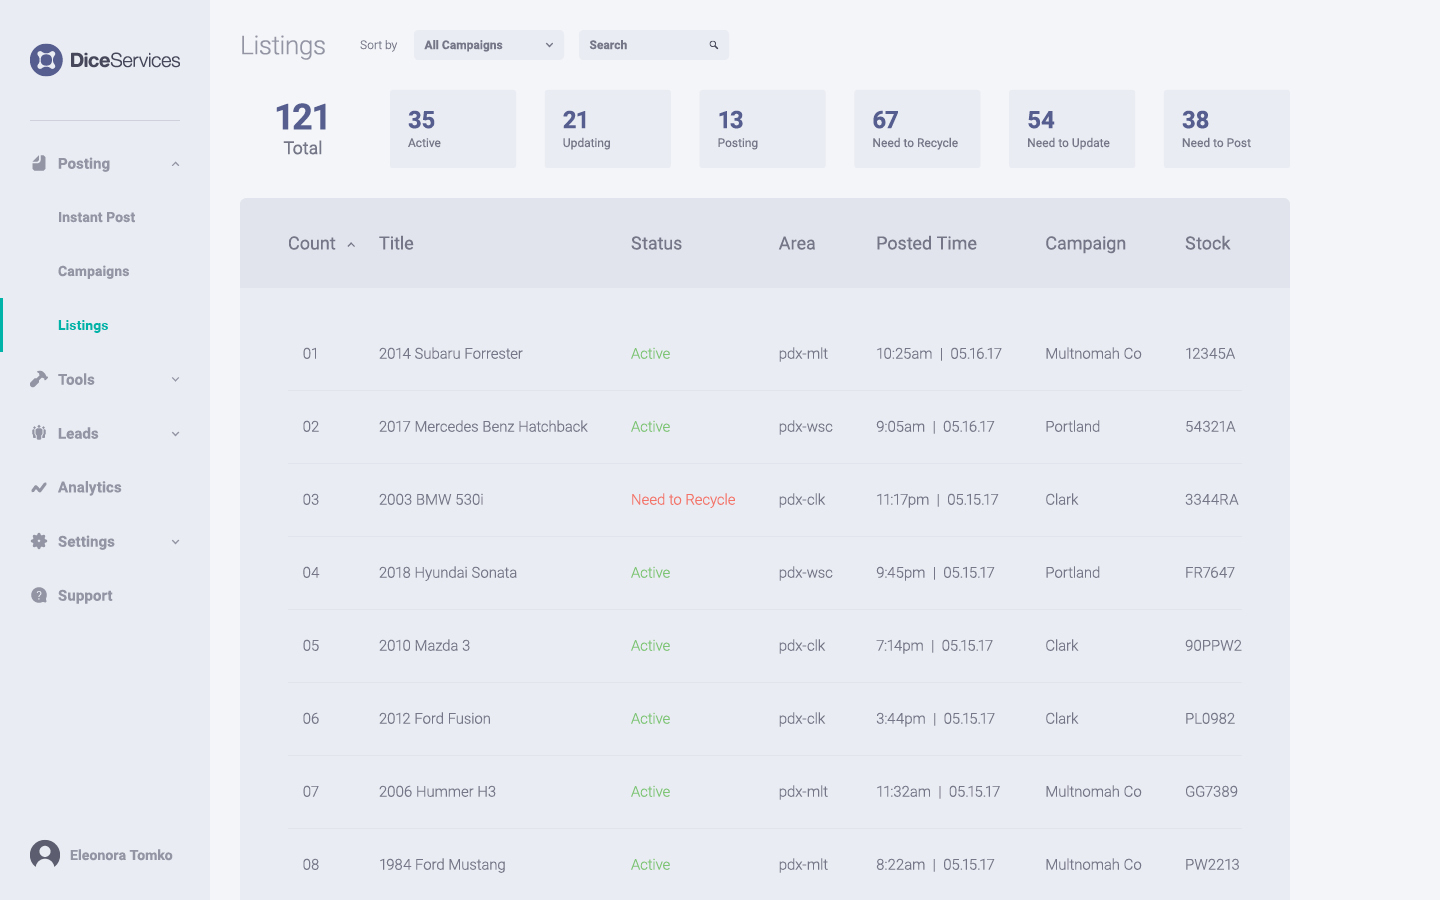 DiceServices
Posting
Instant Post
Campaigns
Listings
Tools
Leads
Analytics
Settings
Support
Eleonora Tomko
Listings Sort by All Campaigns Search
121 Total
35 Active
21 Updating
13 Posting
67 Need to Recycle
54 Need to Update
38 Need to Post
Count Title Status Area Posted Time Campaign Stock
01 2014 Subaru Forrester Active pdx-mlt 10:25am | 05.16.17 Multnomah Co 12345A
02 2017 Mercedes Benz Hatchback Active pdx-wsc 9:05am | 05.16.17 Portland 54321A
03 2003 BMW 530i Need to Recycle pdx-clk 11:17pm | 05.15.17 Clark 3344RA
04 2018 Hyundai Sonata Active pdx-wsc 9:45pm | 05.15.17 Portland FR7647
05 2010 Mazda 3 Active pdx-clk 7:14pm | 05.15.17 Clark 90PPW2
06 2012 Ford Fusion Active pdx-clk 3:44pm | 05.15.17 Clark PL0982
07 2006 Hummer H3 Active pdx-mlt 11:32am | 05.15.17 Multnomah Co GG7389
08 1984 Ford Mustang Active pdx-mlt 8:22am | 05.15.17 Multnomah Co PW2213